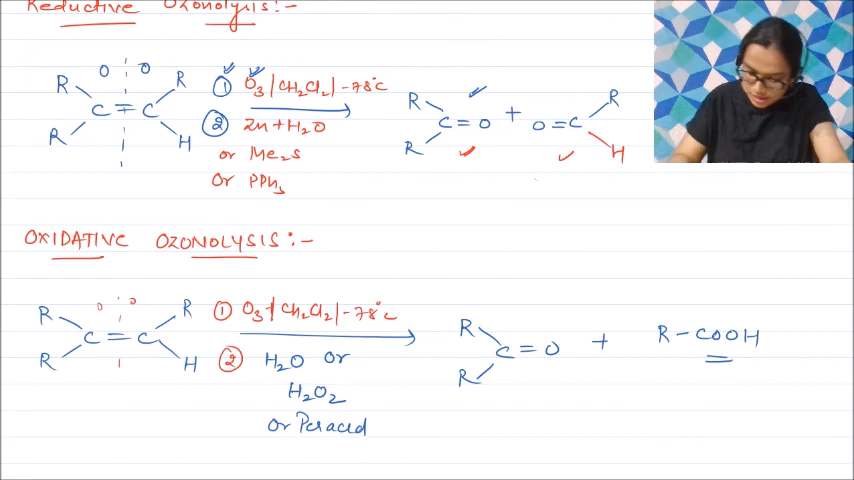 Reductive Ozonolysis:-
O O
R R ① O₃ |CH₂Cl₂| -78°C
C = C
R H
② Zn + H₂O
or Me₂S
Or PPh₃
R
C = O + O = C
R
R
H
OXIDATIVE OZONOLYSIS:-
O O
R R ① O₃ |CH₂Cl₂| -78°C
C = C
R H
② H₂O or
H₂O₂
or Peracid
R
C = O + R - COOH
R